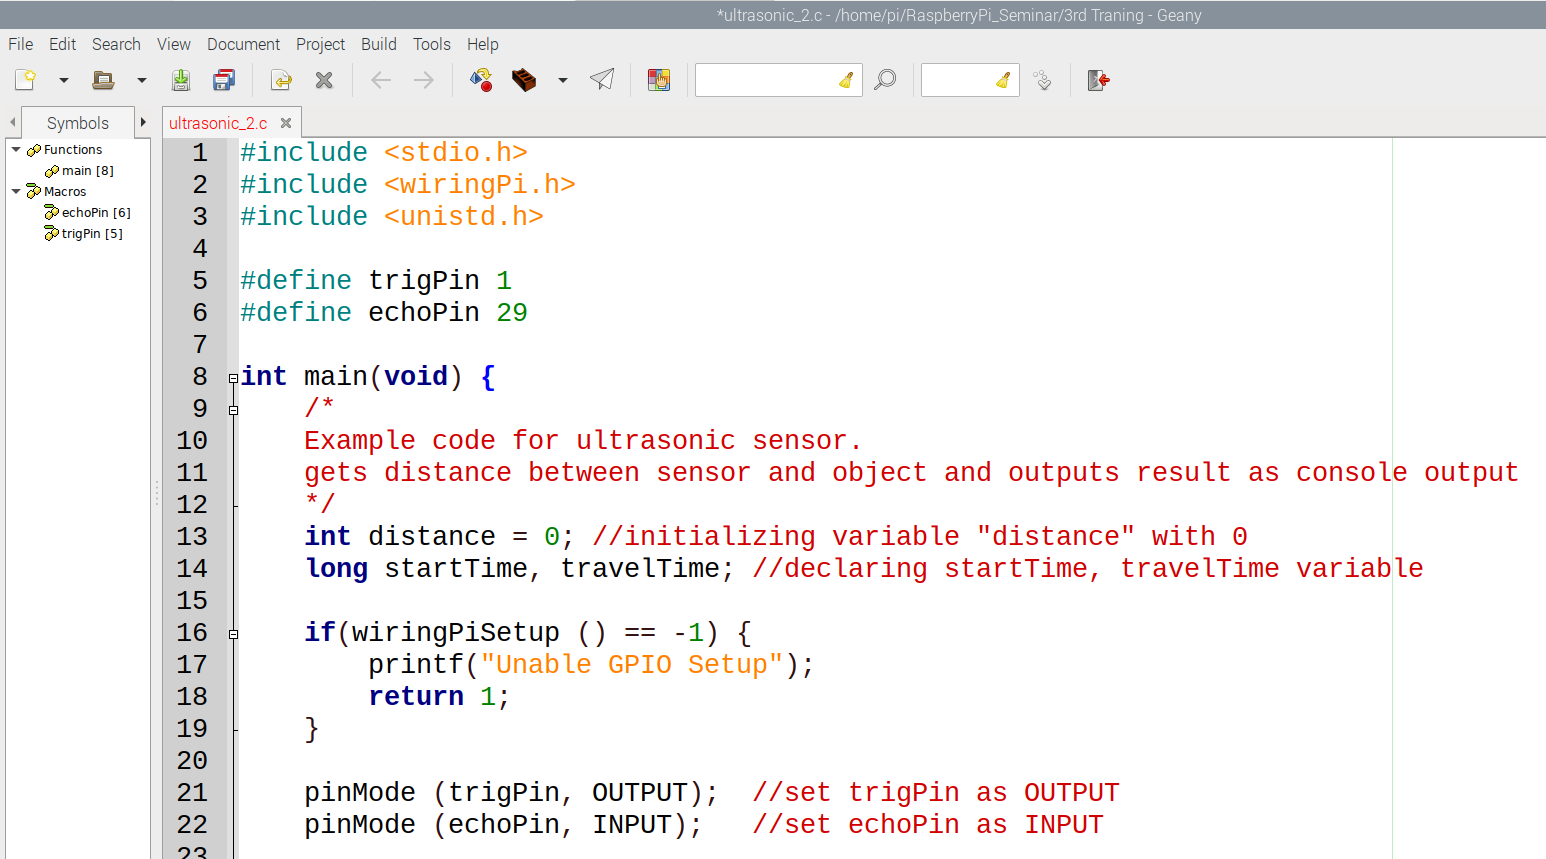 *ultrasonic_2.c - /home/pi/RaspberryPi_Seminar/3rd Traning - Geany
File Edit Search View Document Project Build Tools Help
Symbols
ultrasonic_2.c
Functions
main [8]
Macros
echoPin [6]
trigPin [5]
1 #include <stdio.h>
2 #include <wiringPi.h>
3 #include <unistd.h>
4
5 #define trigPin 1
6 #define echoPin 29
7
8 int main(void) {
9 /*
10 Example code for ultrasonic sensor.
11 gets distance between sensor and object and outputs result as console output
12 */
13 int distance = 0; //initializing variable "distance" with 0
14 long startTime, travelTime; //declaring startTime, travelTime variable
15
16 if(wiringPiSetup () == -1) {
17 printf("Unable GPIO Setup");
18 return 1;
19 }
20
21 pinMode (trigPin, OUTPUT); //set trigPin as OUTPUT
22 pinMode (echoPin, INPUT); //set echoPin as INPUT
23